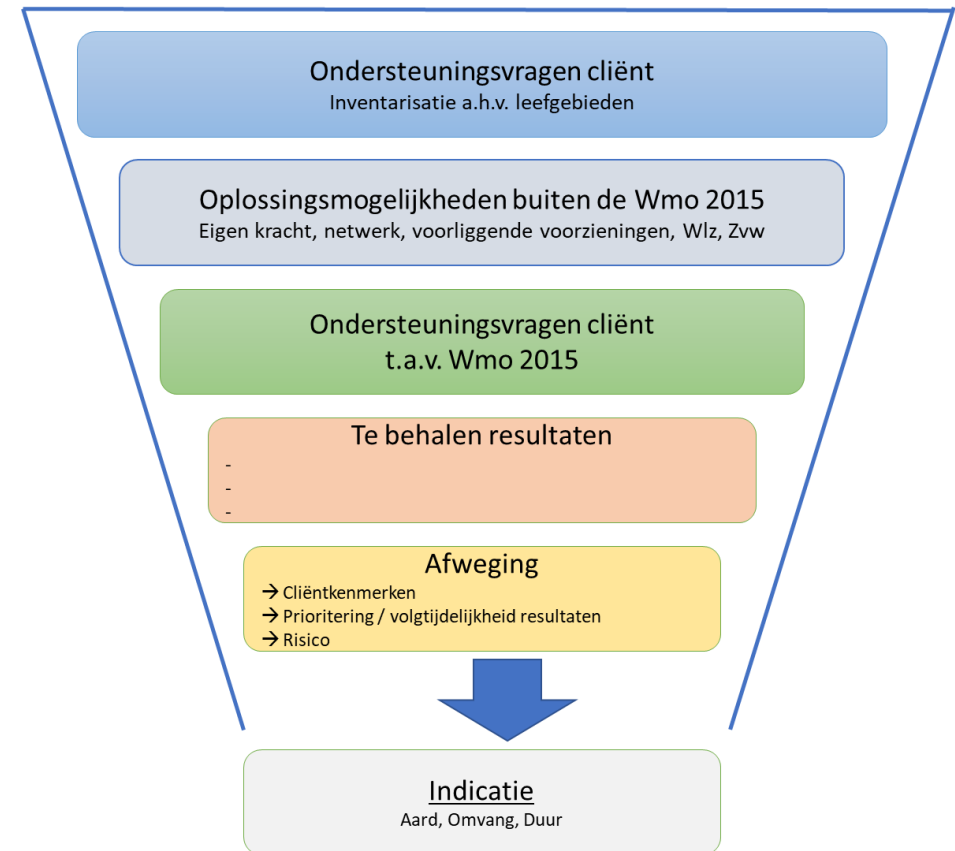 Ondersteuningsvragen cliënt
Inventarisatie a.h.v. leefgebieden
Oplossingsmogelijkheden buiten de Wmo 2015
Eigen kracht, netwerk, voorliggende voorzieningen, Wlz, Zvw
Ondersteuningsvragen cliënt
t.a.v. Wmo 2015
Te behalen resultaten
-
-
-
Afweging
→ Cliëntkenmerken
→ Prioritering / volgtijdelijkheid resultaten
→ Risico
Indicatie
Aard, Omvang, Duur